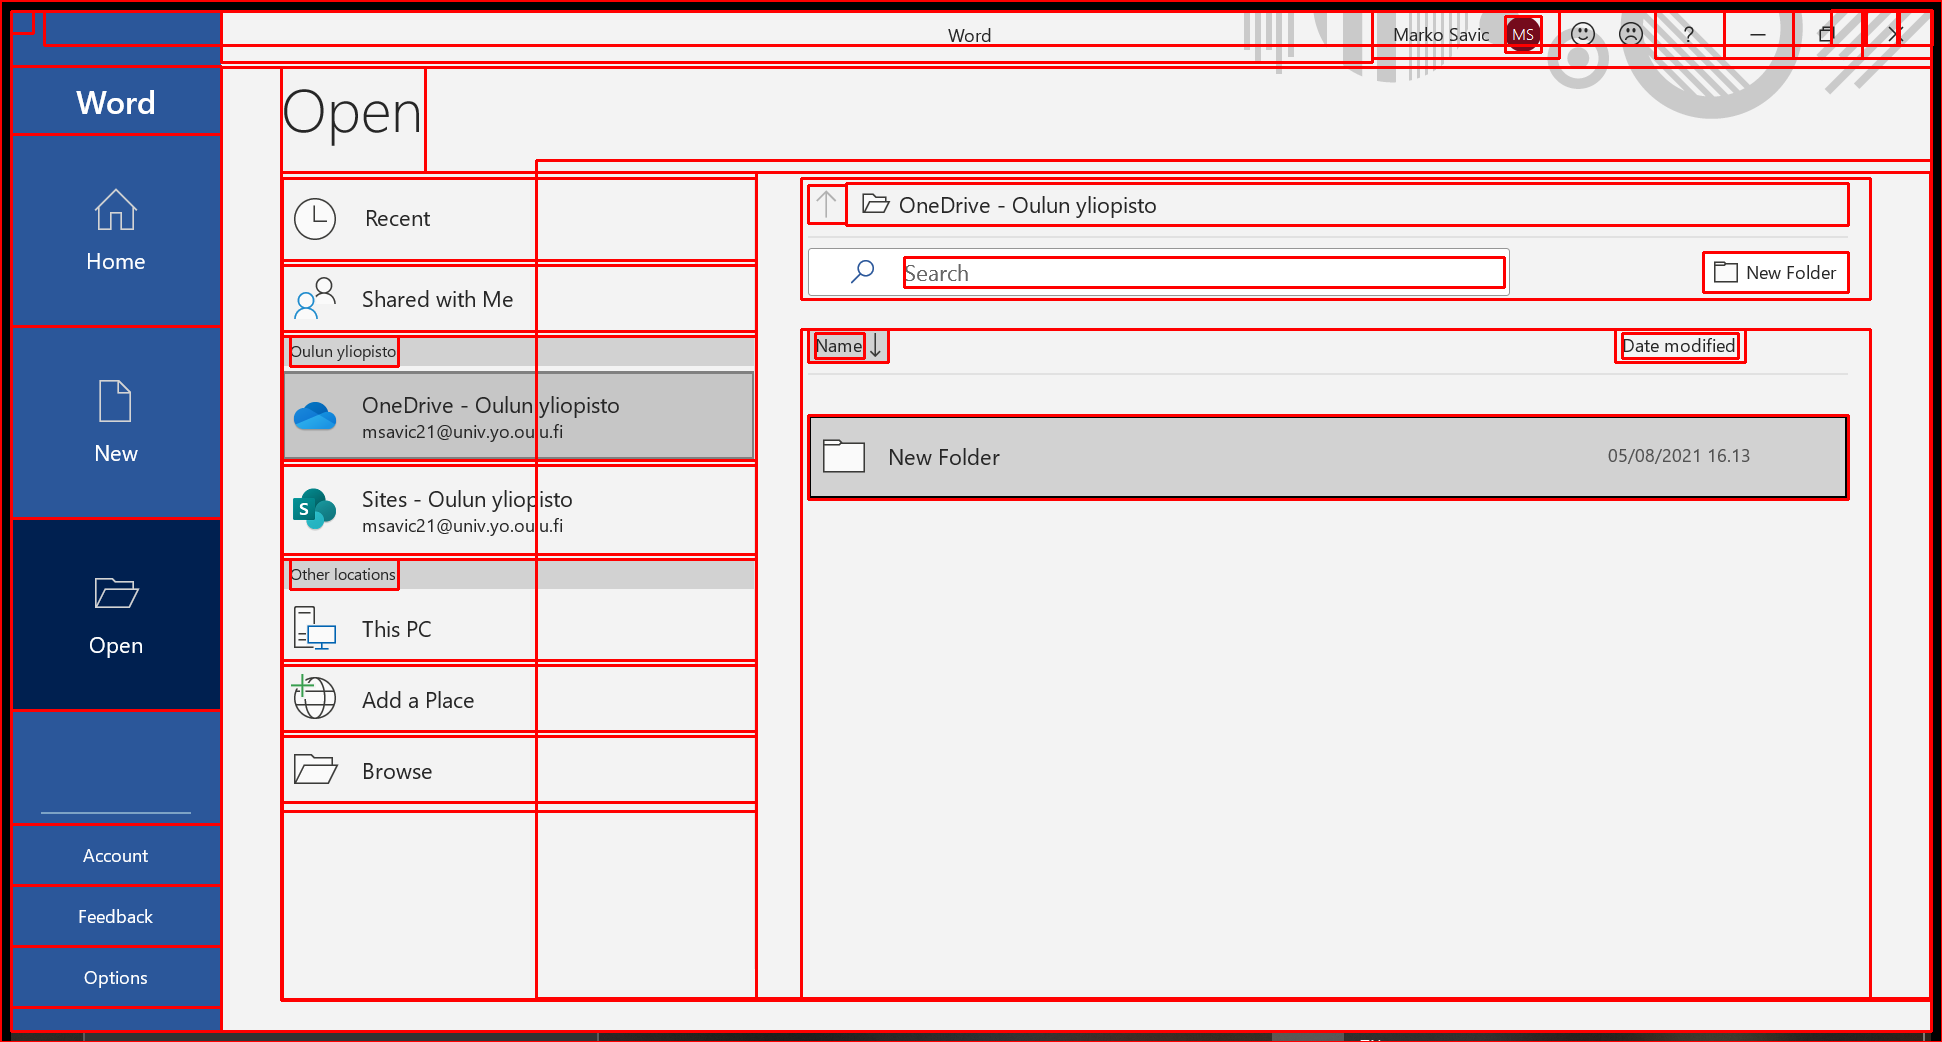 Word
Marko Savic MS ?
Word
Open
Home
New
Open
Account
Feedback
Options
Recent
Shared with Me
Oulun yliopisto
OneDrive - Oulun yliopisto
msavic21@univ.yo.oulu.fi
Sites - Oulun yliopisto
msavic21@univ.yo.oulu.fi
Other locations
This PC
Add a Place
Browse
OneDrive - Oulun yliopisto
Search
New Folder
Name ↓
Date modified
New Folder
05/08/2021 16.13